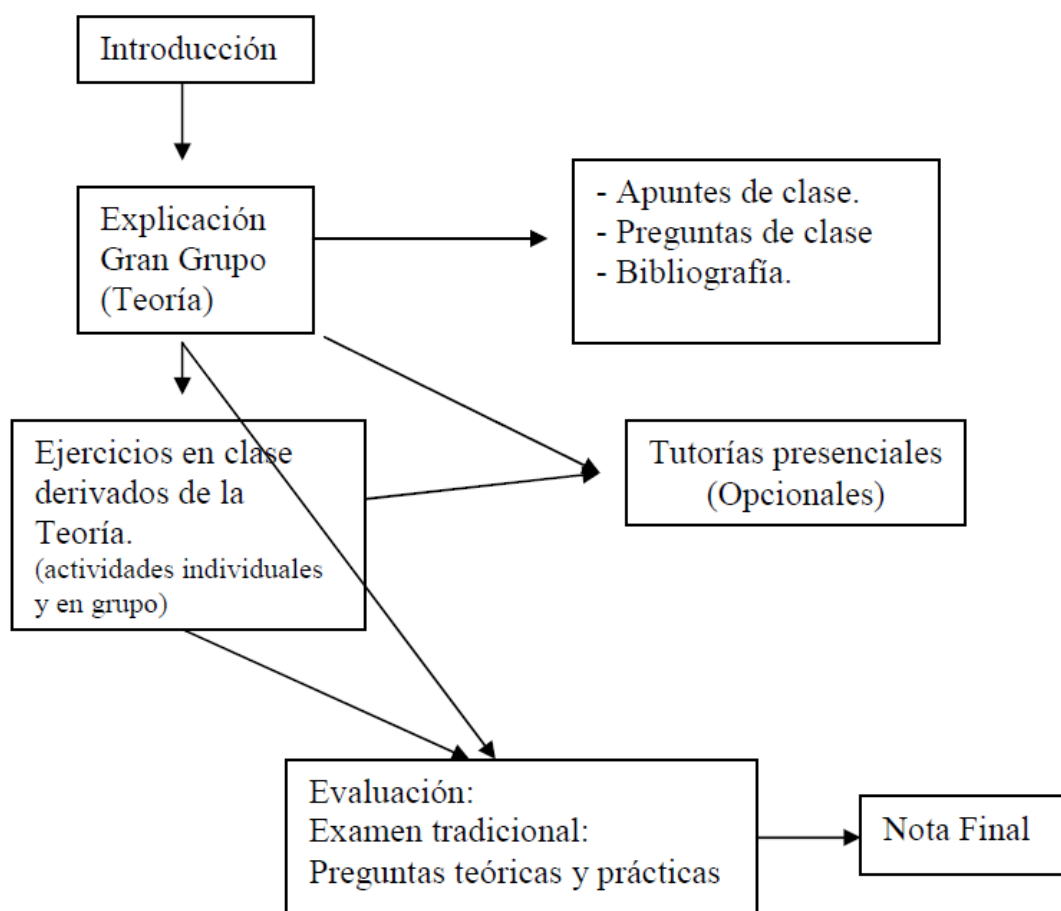 Introducción
Explicación
Gran Grupo
(Teoría)
- Apuntes de clase.
- Preguntas de clase
- Bibliografía.
Ejercicios en clase
derivados de la
Teoría.
(actividades individuales
y en grupo)
Tutorías presenciales
(Opcionales)
Evaluación:
Examen tradicional:
Preguntas teóricas y prácticas
Nota Final